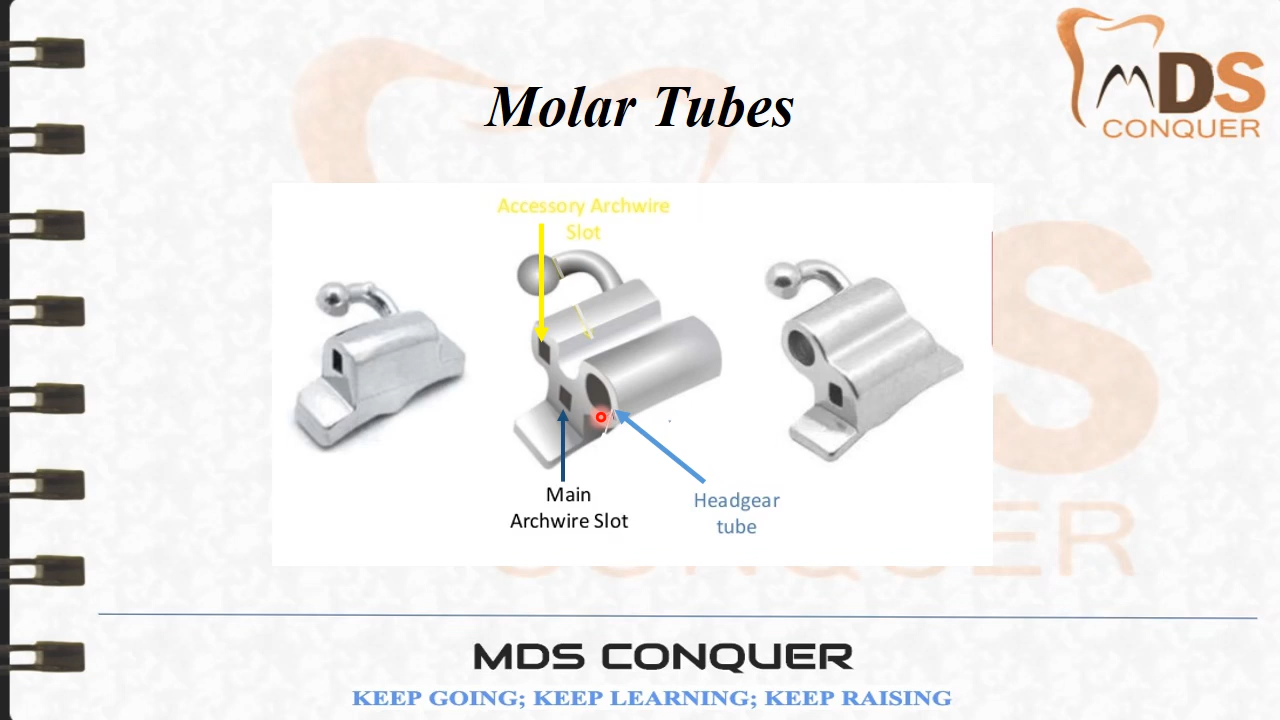 MDS
CONQUER
Molar Tubes
Accessory Archwire
Slot
Main
Archwire Slot
Headgear
tube
MDS CONQUER
KEEP GOING; KEEP LEARNING; KEEP RAISING